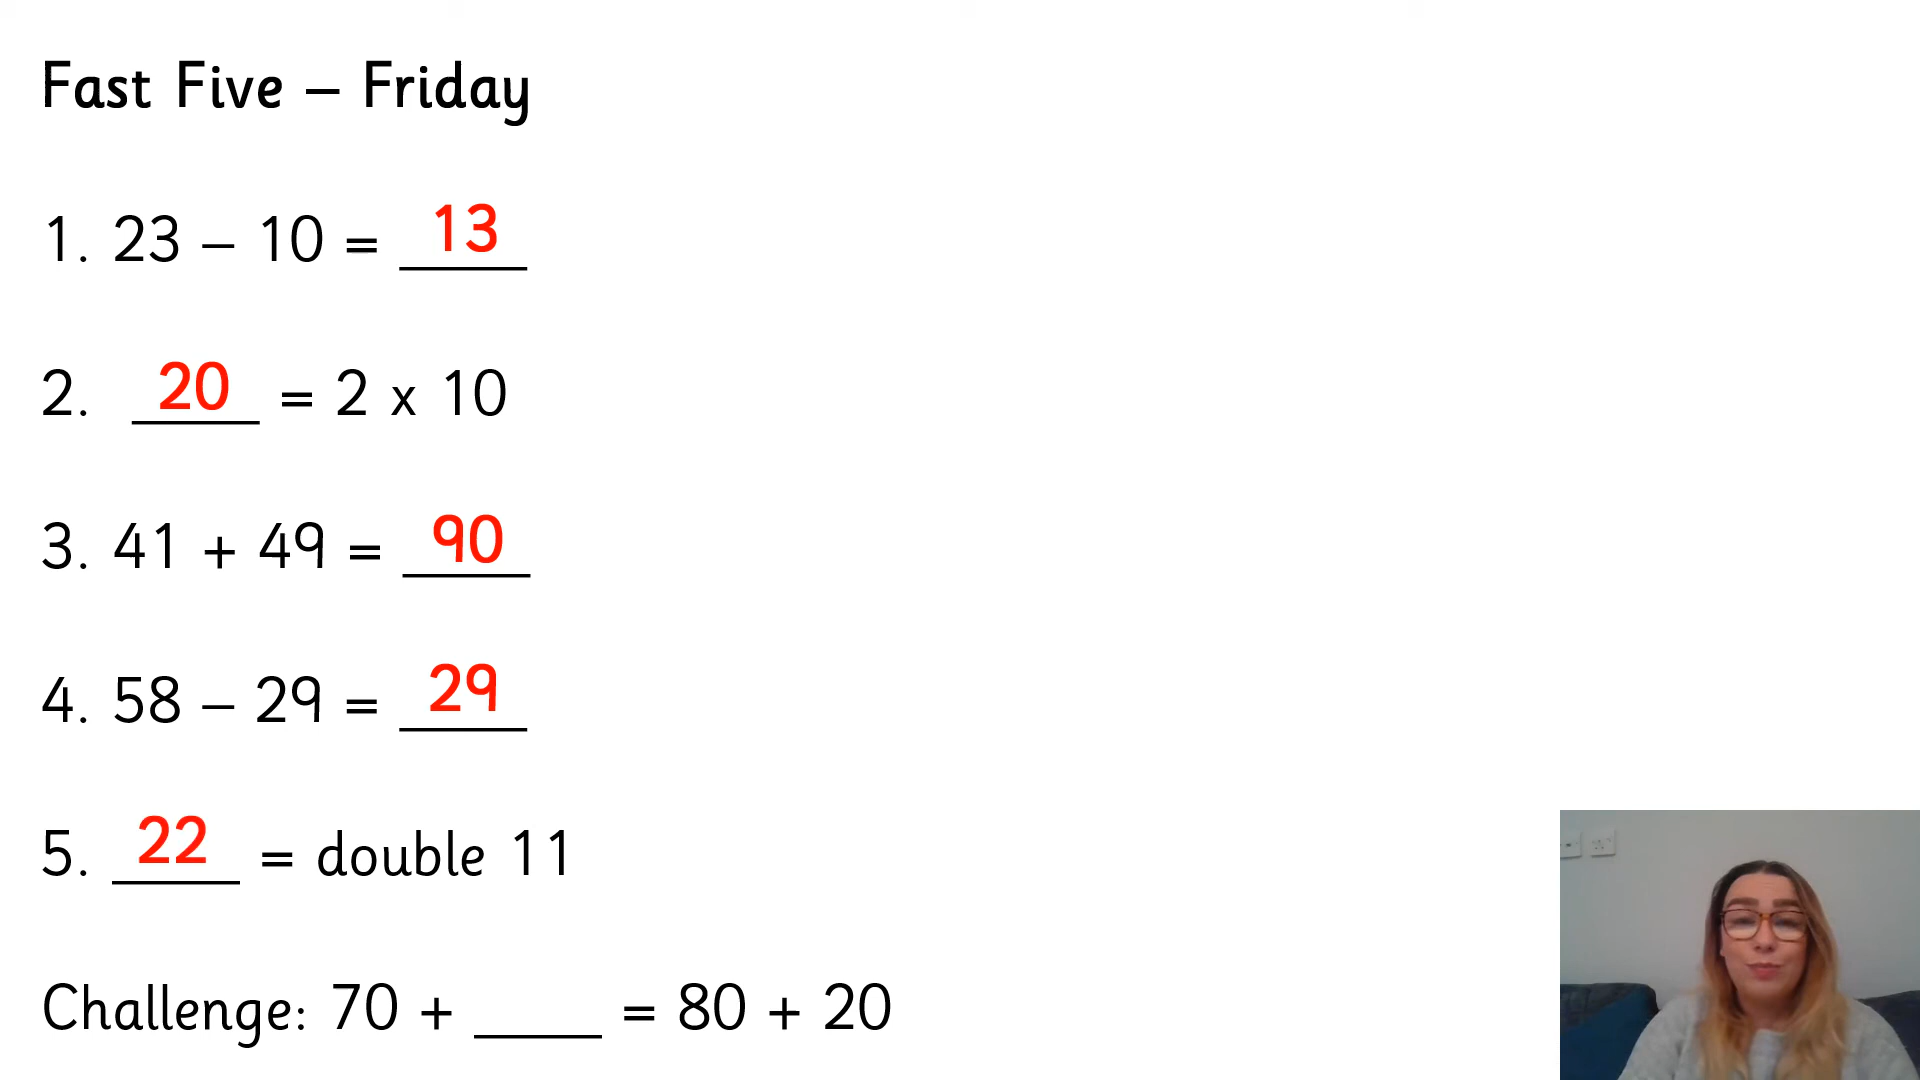 Fast Five – Friday
1. 23 – 10 = 13
2. 20 = 2 x 10
3. 41 + 49 = 90
4. 58 – 29 = 29
5. 22 = double 11
Challenge: 70 + ____ = 80 + 20